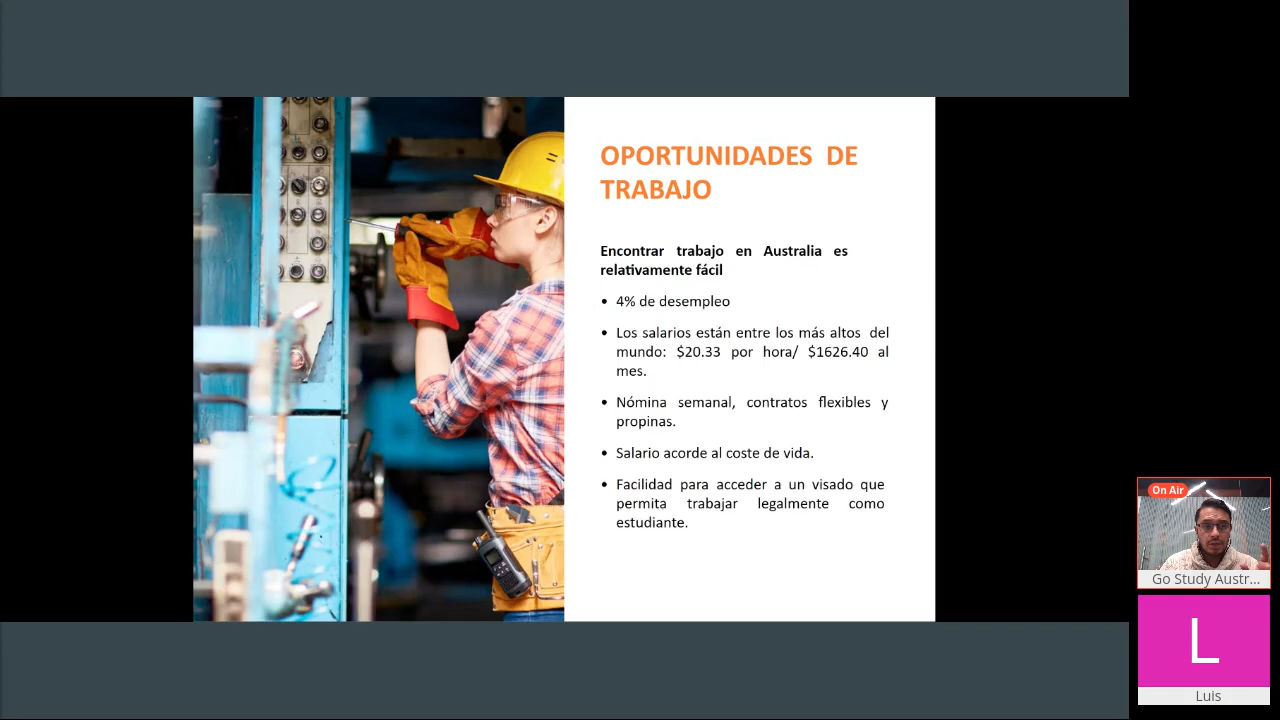 OPORTUNIDADES DE
TRABAJO
Encontrar trabajo en Australia es
relativamente fácil
• 4% de desempleo
• Los salarios están entre los más altos del
mundo: $20.33 por hora/ $1626.40 al
mes.
• Nómina semanal, contratos flexibles y
propinas.
• Salario acorde al coste de vida.
• Facilidad para acceder a un visado que
permita trabajar legalmente como
estudiante.
On Air
Go Study Austr...
L
Luis